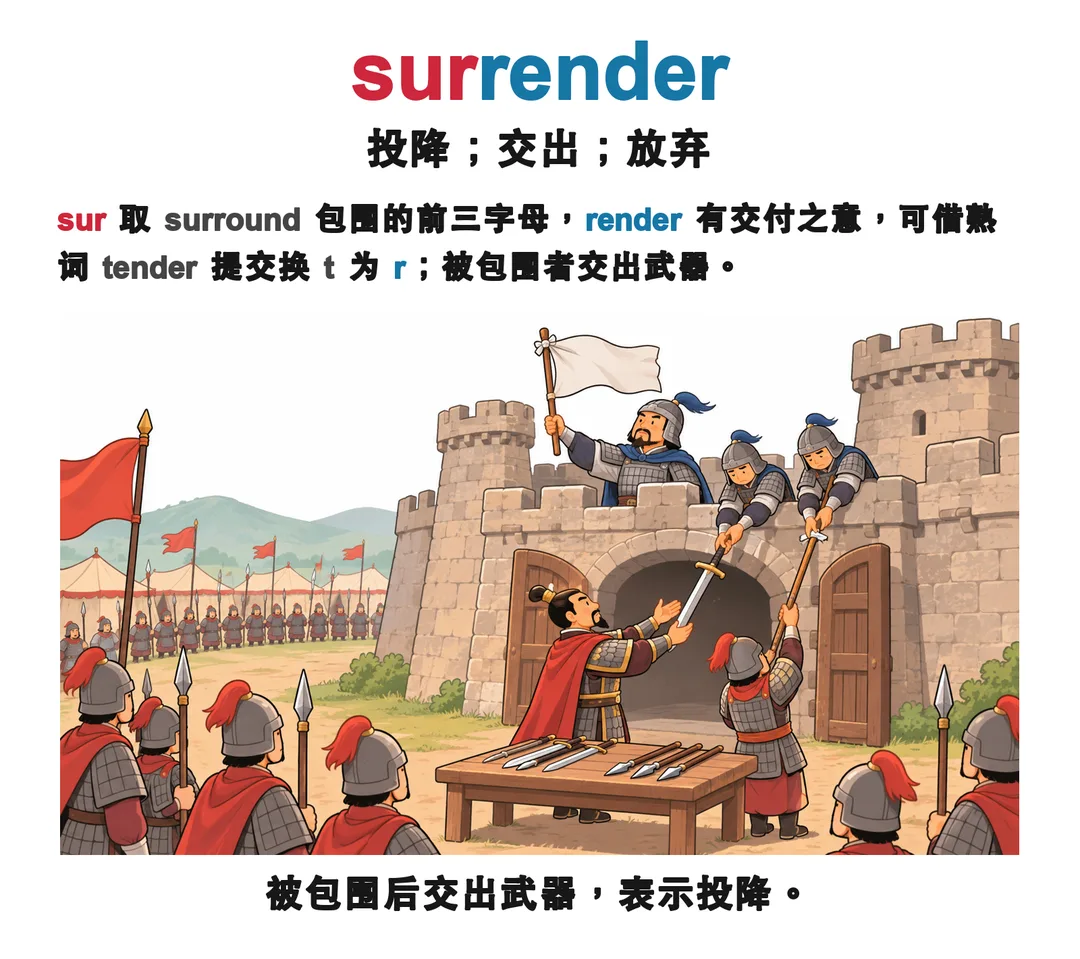 surrender
投降；交出；放弃
sur 取 surround 包围的前三字母，render 有交付之意，可借熟
词 tender 提交换 t 为 r；被包围者交出武器。
被包围后交出武器，表示投降。